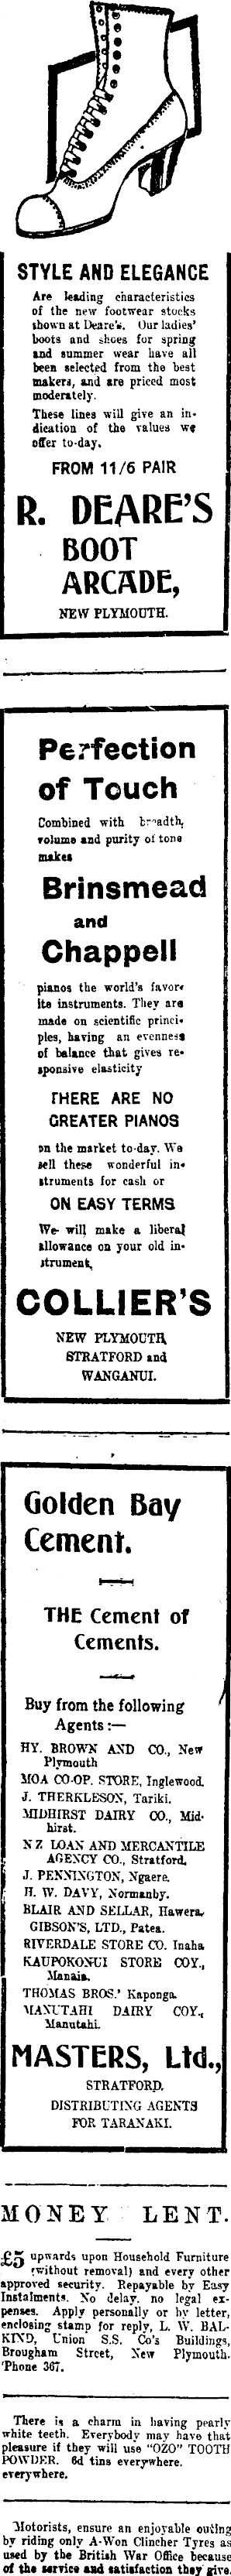 STYLE AND ELEGANCE
Are leading characteristics
of the new footwear stocks
shown at Deare's. Our ladies'
boots and shoes for spring
and summer wear have all
been selected from the best
makers, and are priced most
moderately.
These lines will give an in-
dication of the values we
offer to-day.
FROM 11/6 PAIR
R. DEARE'S
BOOT
ARCADE,
NEW PLYMOUTH.
Perfection
of Touch
Combined with breadth,
volume and purity of tone
makes
Brinsmead
and
Chappell
pianos the world's favor-
ite instruments. They are
made on scientific princi-
ples, having an evenness
of balance that gives re-
sponsive elasticity
THERE ARE NO
GREATER PIANOS
on the market to-day. We
sell these wonderful in-
struments for cash or
ON EASY TERMS
We will make a liberal
allowance on your old in-
strument,
COLLIER'S
NEW PLYMOUTH,
STRATFORD and
WANGANUI.
Golden Bay
Cement.
THE Cement of
Cements.
Buy from the following
Agents :—
HY. BROWN AND CO., New
Plymouth
MOA CO-OP. STORE, Inglewood.
J. THERKLESON, Tariki.
MIDHIRST DAIRY CO., Mid-
hirst.
N Z LOAN AND MERCANTILE
AGENCY CO., Stratford.
J. PENNINGTON, Ngaere.
H. W. DAVY, Normanby.
BLAIR AND SELLAR, Hawera.
GIBSON'S, LTD., Patea.
RIVERDALE STORE CO. Inaha
KAUPOKONUI STORE COY.,
Manaia.
THOMAS BROS.' Kaponga.
MANUTAHI DAIRY COY.,
Manutahi.
MASTERS, Ltd.,
STRATFORD,
DISTRIBUTING AGENTS
FOR TARANAKI.
MONEY LENT.
£5 upwards upon Household Furniture
(without removal) and every other
approved security. Repayable by Easy
Instalments. No delay, no legal ex-
penses. Apply personally or by letter,
enclosing stamp for reply, L. W. BAL-
KIND, Union S.S. Co's Buildings,
Brougham Street, New Plymouth.
'Phone 367.
There is a charm in having pearly
white teeth. Everybody may have that
pleasure if they will use "OZO" TOOTH
POWDER. 6d tins everywhere.
everywhere.
Motorists, ensure an enjoyable outing
by riding only A-Won Clincher Tyres as
used by the British War Office because
of the service and satisfaction they give.